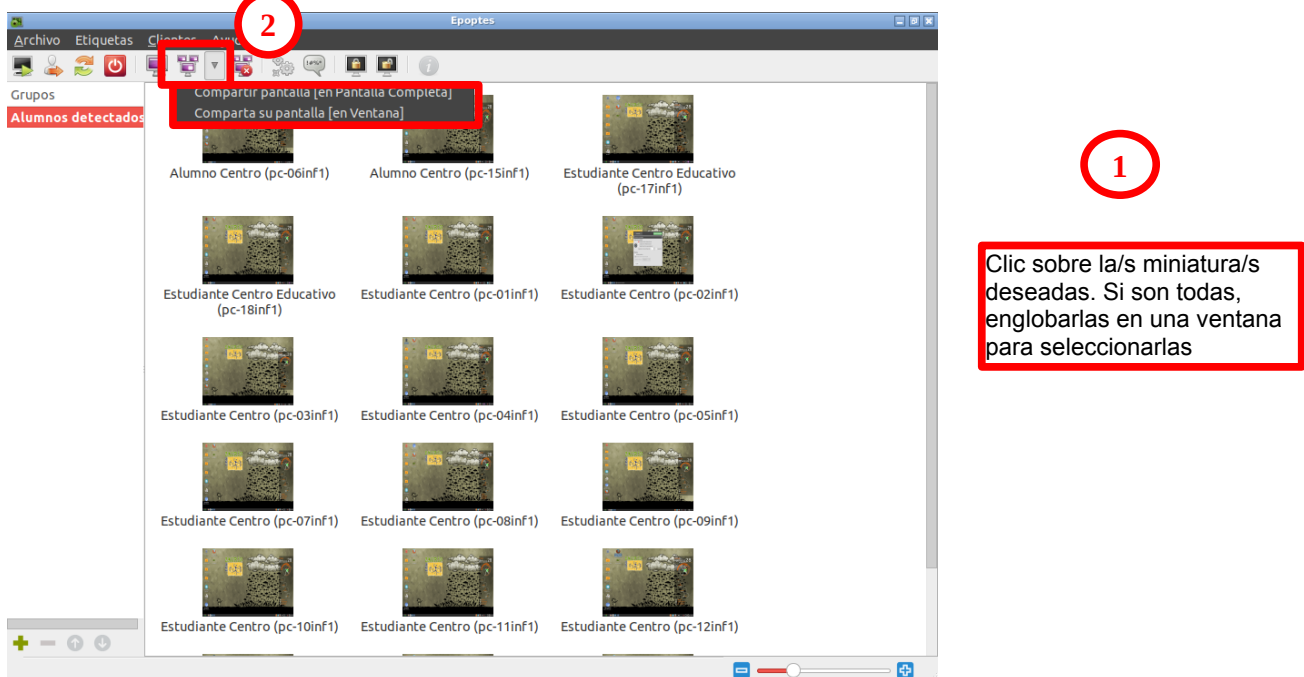 Epoptes
2
Archivo Etiquetas Clientes
Grupos
Compartir pantalla [en Pantalla Completa]
Alumnos detectados
Comparta su pantalla [en Ventana]
Alumno Centro (pc-06inf1)
Alumno Centro (pc-15inf1)
Estudiante Centro Educativo
(pc-17inf1)
Estudiante Centro Educativo
(pc-18inf1)
Estudiante Centro (pc-01inf1)
Estudiante Centro (pc-02inf1)
Estudiante Centro (pc-03inf1)
Estudiante Centro (pc-04inf1)
Estudiante Centro (pc-05inf1)
Estudiante Centro (pc-07inf1)
Estudiante Centro (pc-08inf1)
Estudiante Centro (pc-09inf1)
Estudiante Centro (pc-10inf1)
Estudiante Centro (pc-11inf1)
Estudiante Centro (pc-12inf1)
1
Clic sobre la/s miniatura/s
deseadas. Si son todas,
englobarlas en una ventana
para seleccionarlas